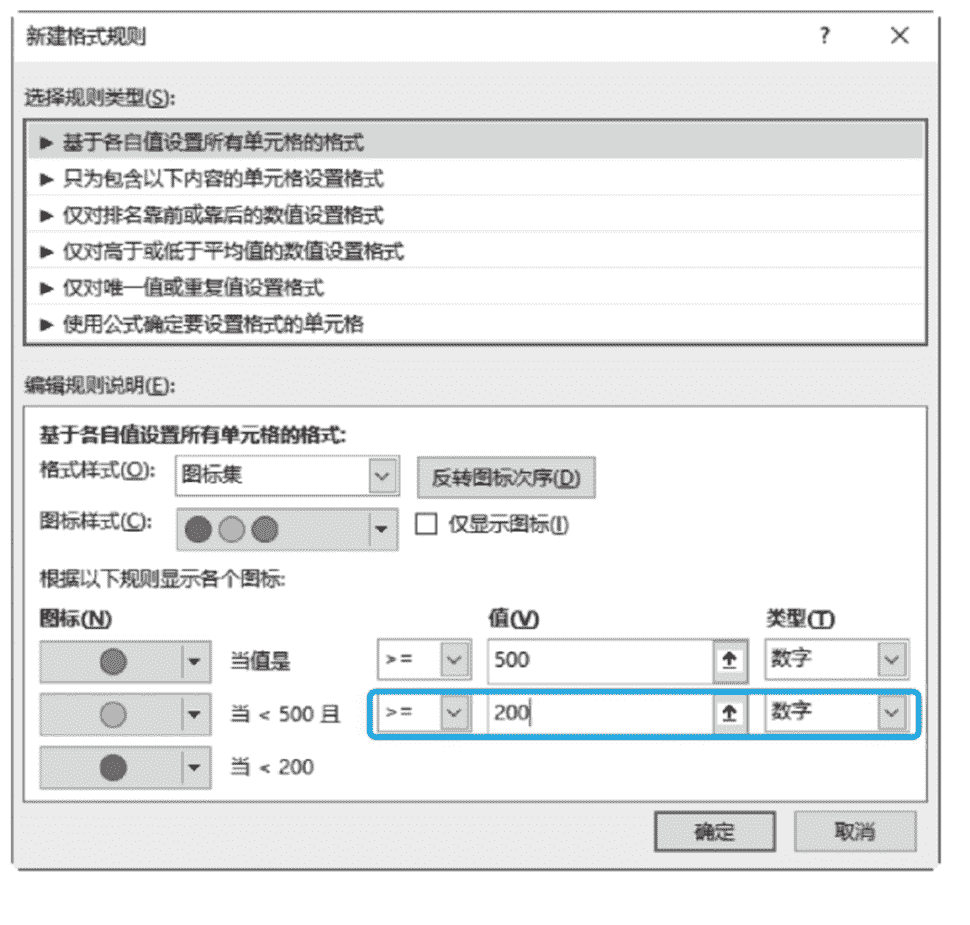 新建格式规则 ? ×
选择规则类型(S):
► 基于各自值设置所有单元格的格式
► 只为包含以下内容的单元格设置格式
► 仅对排名靠前或靠后的数值设置格式
► 仅对高于或低于平均值的数值设置格式
► 仅对唯一值或重复值设置格式
► 使用公式确定要设置格式的单元格
编辑规则说明(E):
基于各自值设置所有单元格的格式:
格式样式(O): 图标集 反转图标次序(D)
图标样式(C): 仅显示图标(I)
根据以下规则显示各个图标:
图标(N) 值(V) 类型(T)
当值是 >= 500 数字
当 < 500 且 >= 200 数字
当 < 200
确定 取消